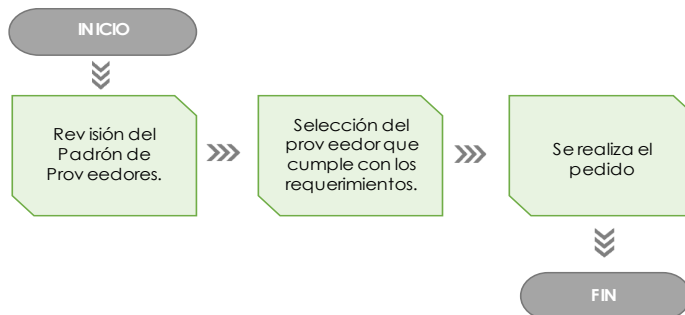 INICIO
Revisión del
Padrón de
Proveedores.
Selección del
proveedor que
cumple con los
requerimientos.
Se realiza el
pedido
FIN